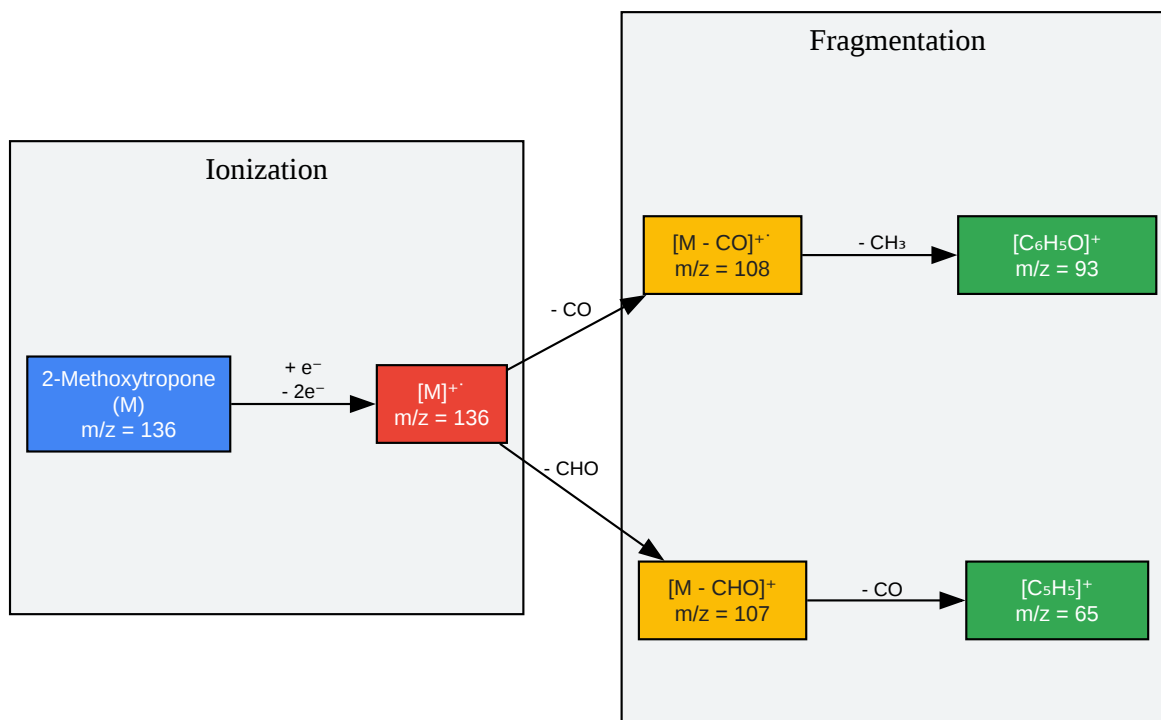 Fragmentation
Ionization
[M - CO]⁺˙
m/z = 108
- CH₃
[C₆H₅O]⁺
m/z = 93
- CO
2-Methoxytropone
(M)
m/z = 136
+ e⁻
- 2e⁻
[M]⁺˙
m/z = 136
- CHO
[M - CHO]⁺
m/z = 107
- CO
[C₅H₅]⁺
m/z = 65